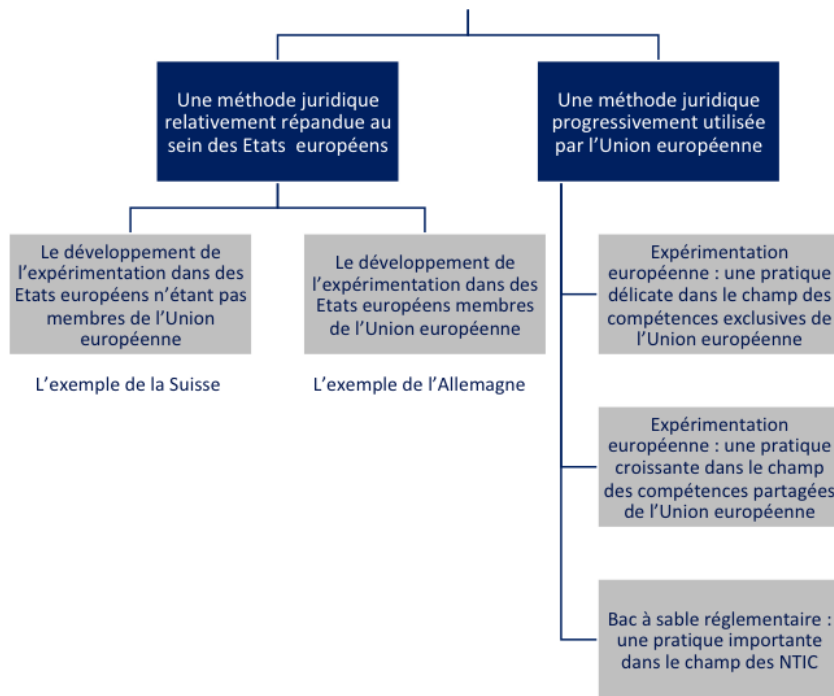 Une méthode juridique
relativement répandue au
sein des Etats européens
Une méthode juridique
progressivement utilisée
par l'Union européenne
Le développement de
l'expérimentation dans des
Etats européens n'étant pas
membres de l'Union
européenne
Le développement de
l'expérimentation dans des
Etats européens membres
de l'Union européenne
L'exemple de la Suisse
L'exemple de l'Allemagne
Expérimentation
européenne : une pratique
délicate dans le champ des
compétences exclusives de
l'Union européenne
Expérimentation
européenne : une pratique
croissante dans le champ
des compétences partagées
de l'Union européenne
Bac à sable réglementaire :
une pratique importante
dans le champ des NTIC